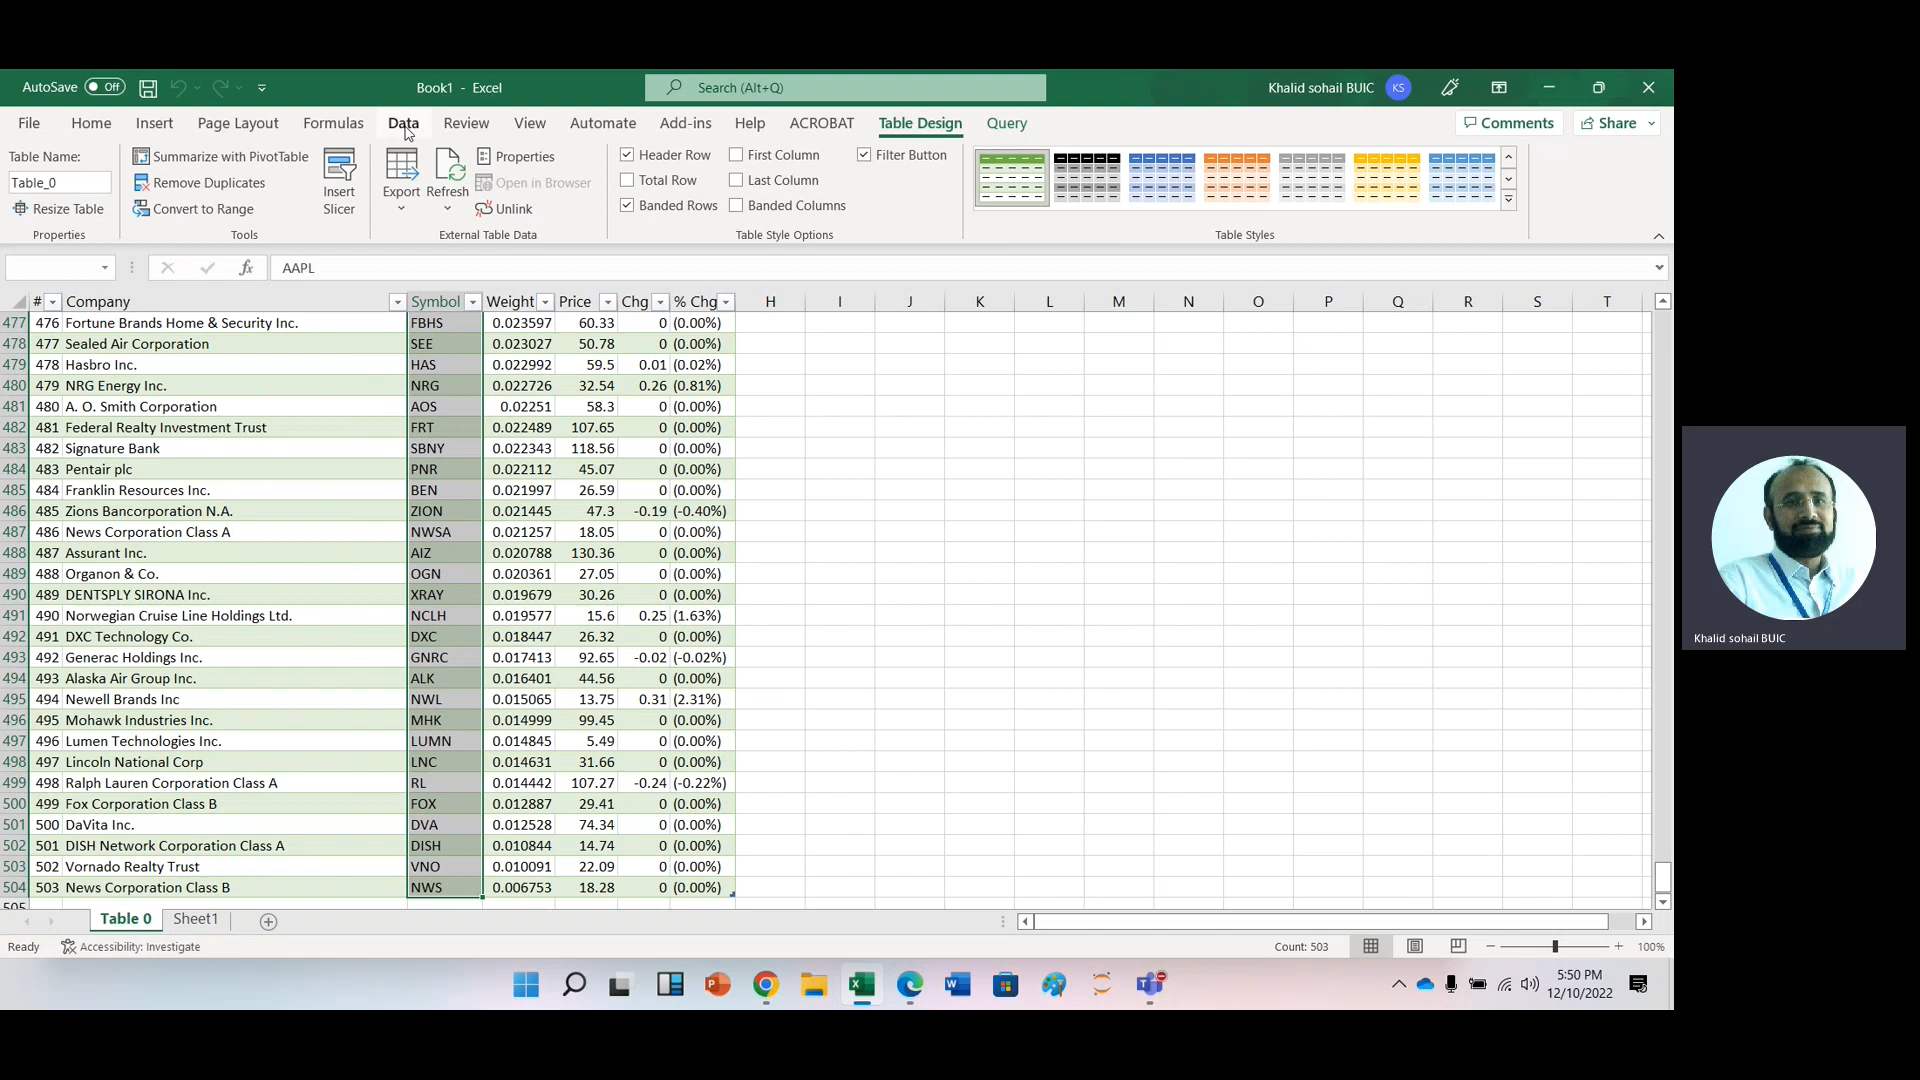 AutoSave Off Book1 - Excel Search (Alt+Q) Khalid sohail BUIC KS
File Home Insert Page Layout Formulas Data Review View Automate Add-ins Help ACROBAT Table Design Query Comments Share
Table Name: Summarize with PivotTable Properties Header Row First Column Filter Button
Table_0 Remove Duplicates Insert Slicer Export Refresh Open in Browser Total Row Last Column
Resize Table Convert to Range Unlink Banded Rows Banded Columns
Properties Tools External Table Data Table Style Options Table Styles
fx AAPL
# Company Symbol Weight Price Chg % Chg H I J K L M N O P Q R S T
477 476 Fortune Brands Home & Security Inc. FBHS 0.023597 60.33 0 (0.00%)
478 477 Sealed Air Corporation SEE 0.023027 50.78 0 (0.00%)
479 478 Hasbro Inc. HAS 0.022992 59.5 0.01 (0.02%)
480 479 NRG Energy Inc. NRG 0.022726 32.54 0.26 (0.81%)
481 480 A. O. Smith Corporation AOS 0.02251 58.3 0 (0.00%)
482 481 Federal Realty Investment Trust FRT 0.022489 107.65 0 (0.00%)
483 482 Signature Bank SBNY 0.022343 118.56 0 (0.00%)
484 483 Pentair plc PNR 0.022112 45.07 0 (0.00%)
485 484 Franklin Resources Inc. BEN 0.021997 26.59 0 (0.00%)
486 485 Zions Bancorporation N.A. ZION 0.021445 47.3 -0.19 (-0.40%)
487 486 News Corporation Class A NWSA 0.021257 18.05 0 (0.00%)
488 487 Assurant Inc. AIZ 0.020788 130.36 0 (0.00%)
489 488 Organon & Co. OGN 0.020361 27.05 0 (0.00%)
490 489 DENTSPLY SIRONA Inc. XRAY 0.019679 30.26 0 (0.00%)
491 490 Norwegian Cruise Line Holdings Ltd. NCLH 0.019577 15.6 0.25 (1.63%)
492 491 DXC Technology Co. DXC 0.018447 26.32 0 (0.00%)
493 492 Generac Holdings Inc. GNRC 0.017413 92.65 -0.02 (-0.02%)
494 493 Alaska Air Group Inc. ALK 0.016401 44.56 0 (0.00%)
495 494 Newell Brands Inc NWL 0.015065 13.75 0.31 (2.31%)
496 495 Mohawk Industries Inc. MHK 0.014999 99.45 0 (0.00%)
497 496 Lumen Technologies Inc. LUMN 0.014845 5.49 0 (0.00%)
498 497 Lincoln National Corp LNC 0.014631 31.66 0 (0.00%)
499 498 Ralph Lauren Corporation Class A RL 0.014442 107.27 -0.24 (-0.22%)
500 499 Fox Corporation Class B FOX 0.012887 29.41 0 (0.00%)
501 500 DaVita Inc. DVA 0.012528 74.34 0 (0.00%)
502 501 DISH Network Corporation Class A DISH 0.010844 14.74 0 (0.00%)
503 502 Vornado Realty Trust VNO 0.010091 22.09 0 (0.00%)
504 503 News Corporation Class B NWS 0.006753 18.28 0 (0.00%)
505
Table 0 Sheet1
Ready Accessibility: Investigate Count: 503 100%
5:50 PM
12/10/2022
Khalid sohail BUIC